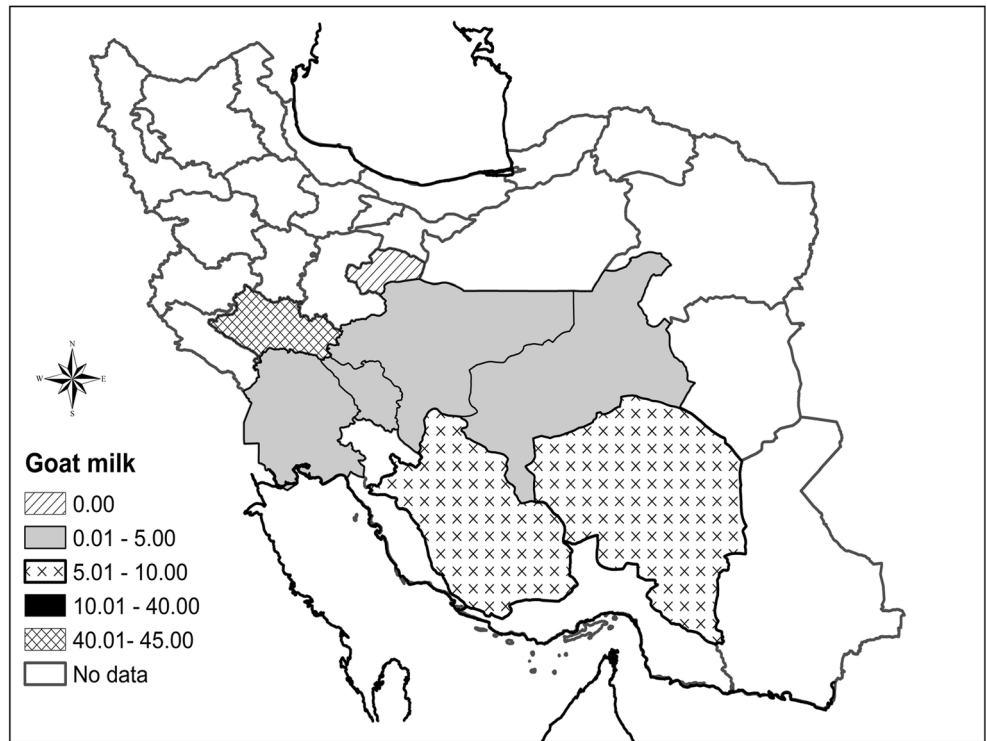 N
W E
S
Goat milk
0.00
0.01 - 5.00
5.01 - 10.00
10.01 - 40.00
40.01- 45.00
No data